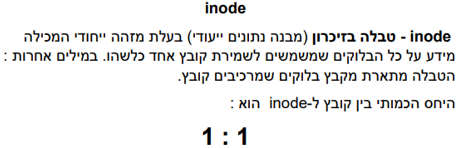 inode
inode - טבלה בזיכרון (מבנה נתונים ייעודי) בעלת מזהה ייחודי המכילה
מידע על כל הבלוקים שמשמשים לשמירת קובץ אחד כלשהו. במילים אחרות :
הטבלה מתארת מקבץ בלוקים שמרכיבים קובץ.
היחס הכמותי בין קובץ ל-inode הוא :
1 : 1